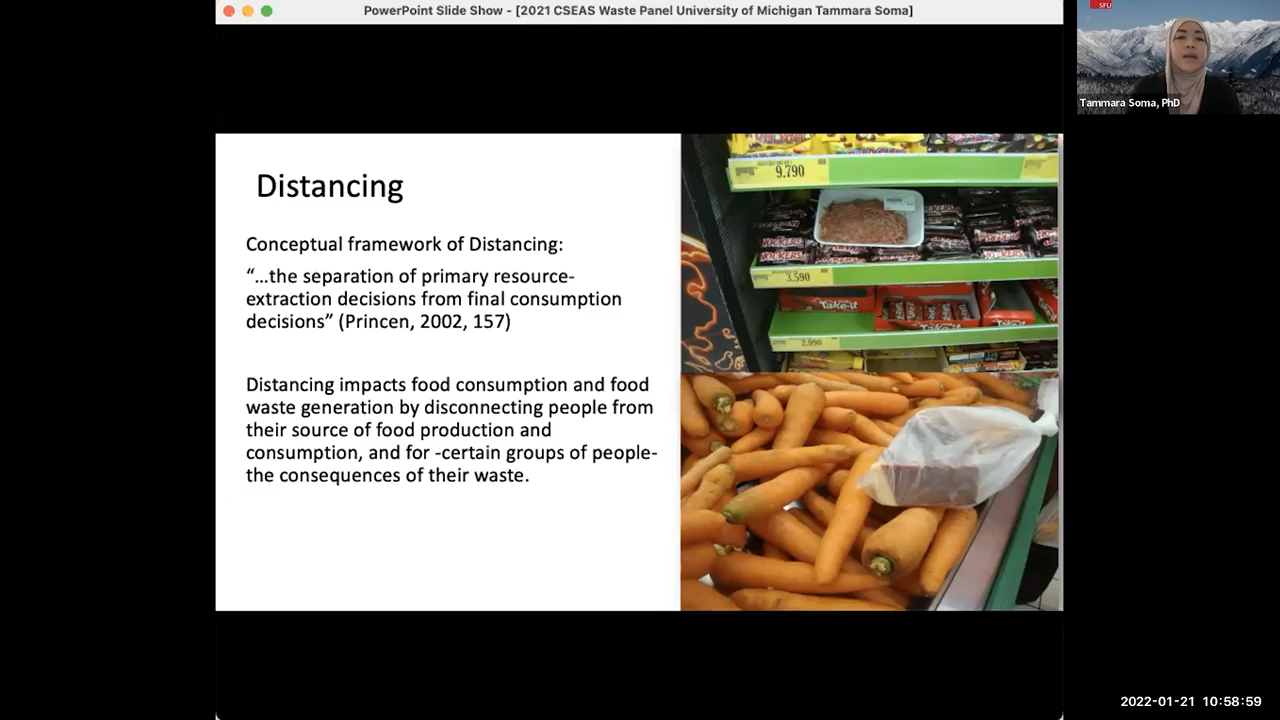 PowerPoint Slide Show - [2021 CSEAS Waste Panel University of Michigan Tammara Soma]
SFU
Tammara Soma, PhD
Distancing
Conceptual framework of Distancing:
“…the separation of primary resource-
extraction decisions from final consumption
decisions” (Princen, 2002, 157)
Distancing impacts food consumption and food
waste generation by disconnecting people from
their source of food production and
consumption, and for -certain groups of people-
the consequences of their waste.
9.790
3.590
Take-it
Take-it
2.990
2022-01-21 10:58:59